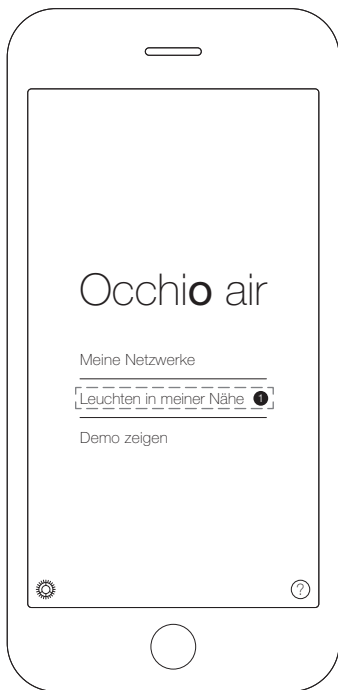 Occhio air
Meine Netzwerke
Leuchten in meiner Nähe 1
Demo zeigen
?